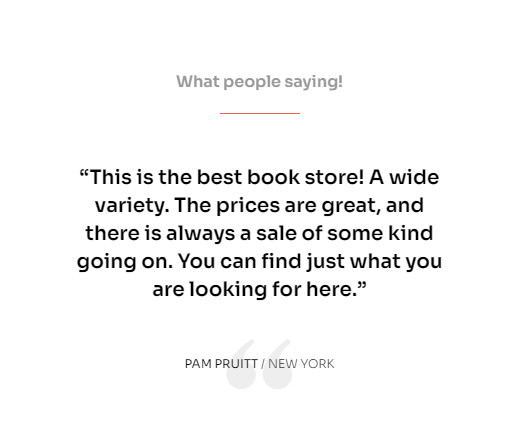 What people saying!
“This is the best book store! A wide
variety. The prices are great, and
there is always a sale of some kind
going on. You can find just what you
are looking for here.”
PAM PRUITT / NEW YORK